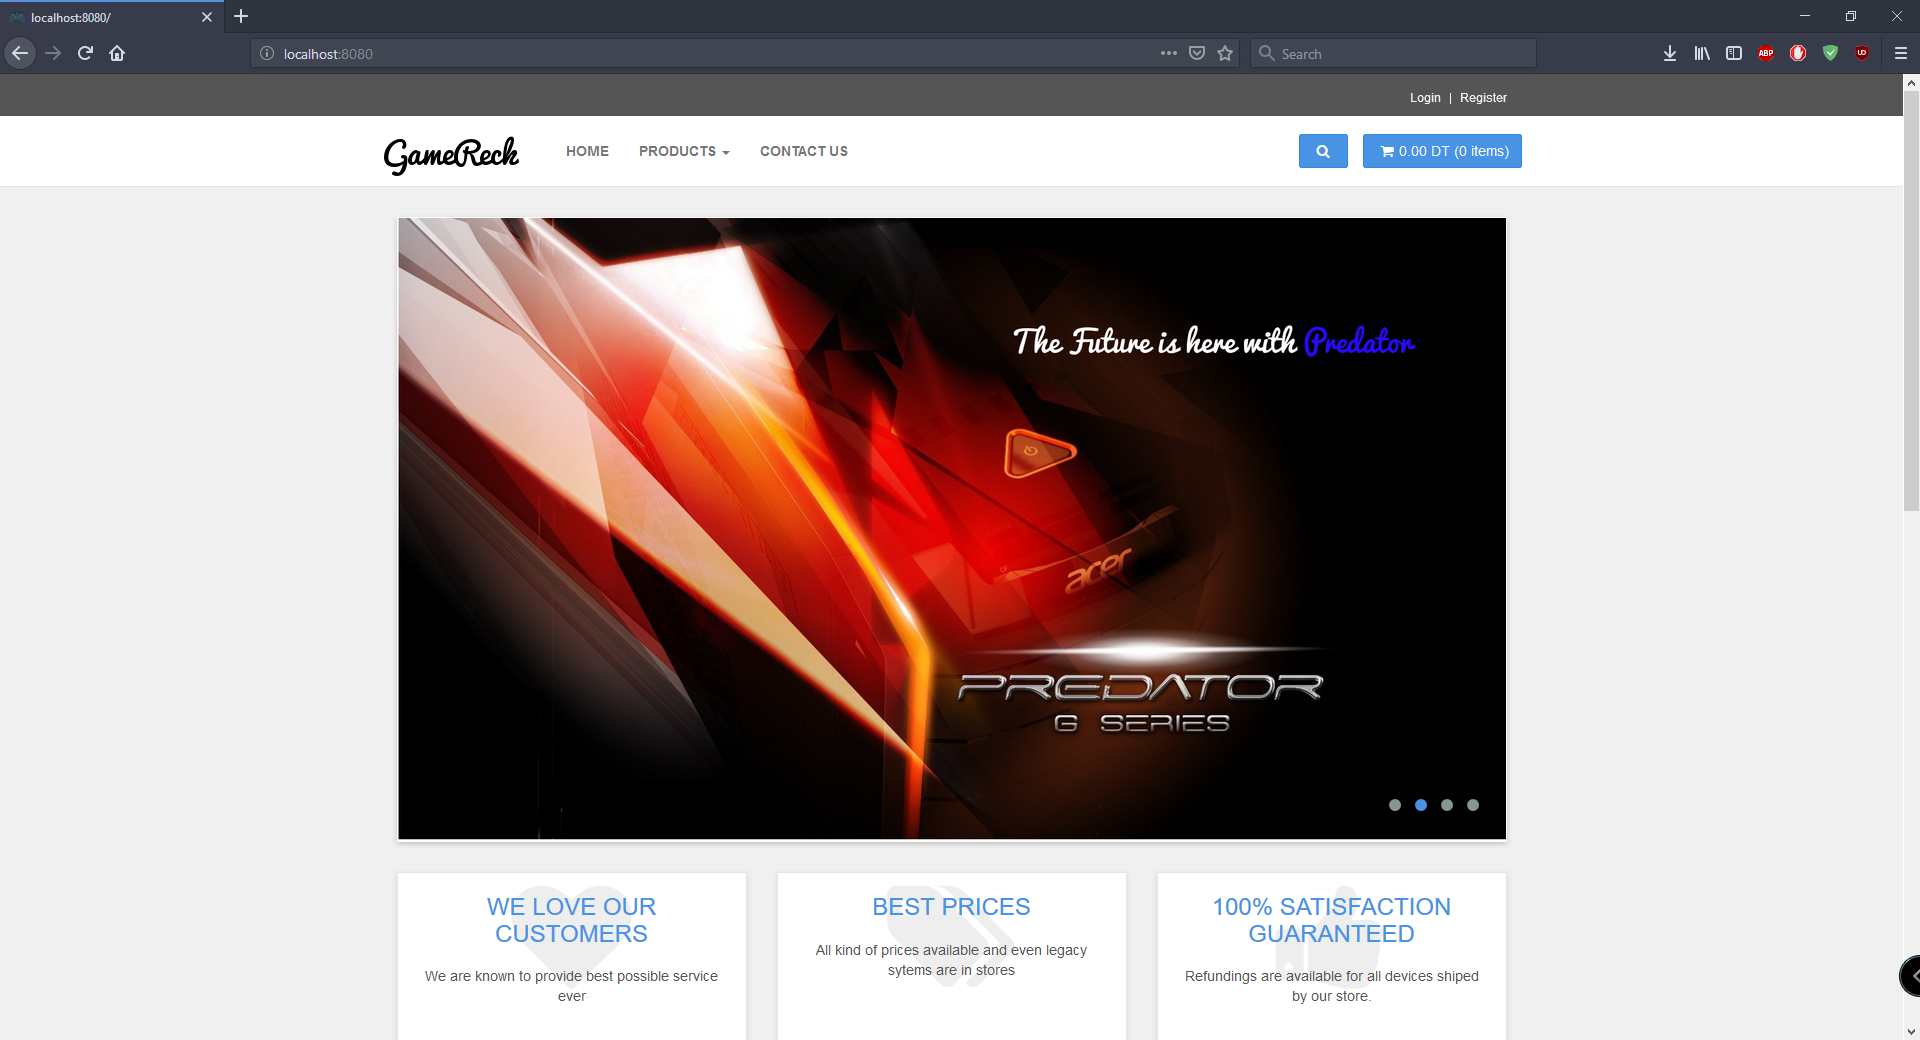 localhost:8080/
localhost:8080
Search
ABP
UO
Login | Register
GameReck
HOME
PRODUCTS
CONTACT US
0.00 DT (0 items)
The Future is here with Predator
acer
PREDATOR
G SERIES
WE LOVE OUR
CUSTOMERS
We are known to provide best possible service
ever
BEST PRICES
All kind of prices available and even legacy
sytems are in stores
100% SATISFACTION
GUARANTEED
Refundings are available for all devices shiped
by our store.